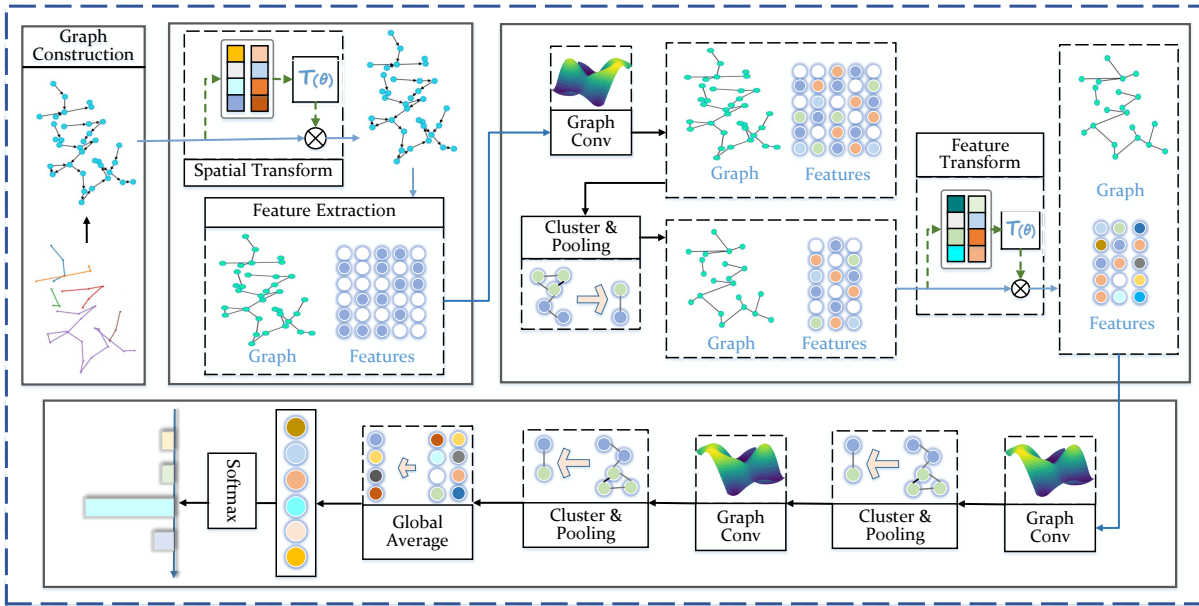 Graph
Construction
T(θ)
Spatial Transform
Feature Extraction
Graph
Features
Graph
Conv
Graph
Features
Cluster &
Pooling
Graph
Features
Feature
Transform
T(θ)
Graph
Features
Graph
Conv
Cluster &
Pooling
Graph
Conv
Cluster &
Pooling
Global
Average
Softmax